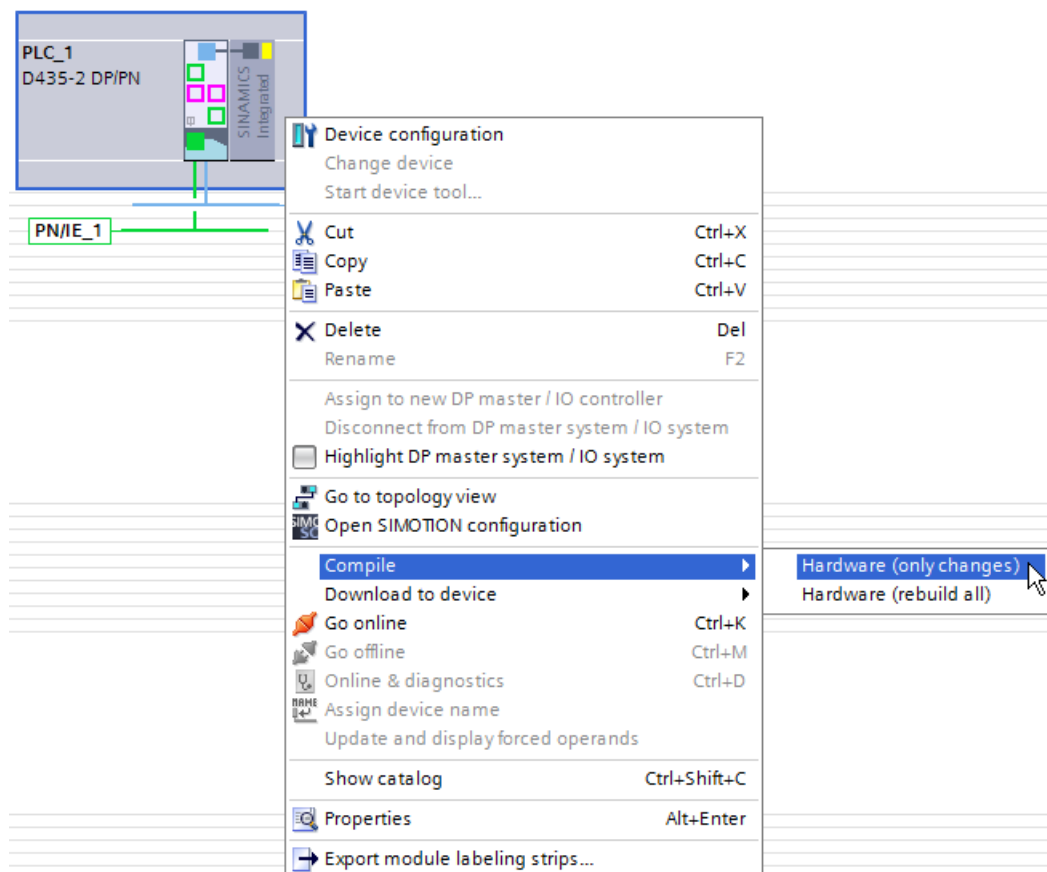 PLC_1
D435-2 DP/PN
SINAMICS
Integrated
PN/IE_1
Device configuration
Change device
Start device tool...
Cut Ctrl+X
Copy Ctrl+C
Paste Ctrl+V
Delete Del
Rename F2
Assign to new DP master / IO controller
Disconnect from DP master system / IO system
Highlight DP master system / IO system
Go to topology view
Open SIMOTION configuration
Compile
Hardware (only changes)
Hardware (rebuild all)
Download to device
Go online Ctrl+K
Go offline Ctrl+M
Online & diagnostics Ctrl+D
Assign device name
Update and display forced operands
Show catalog Ctrl+Shift+C
Properties Alt+Enter
Export module labeling strips...